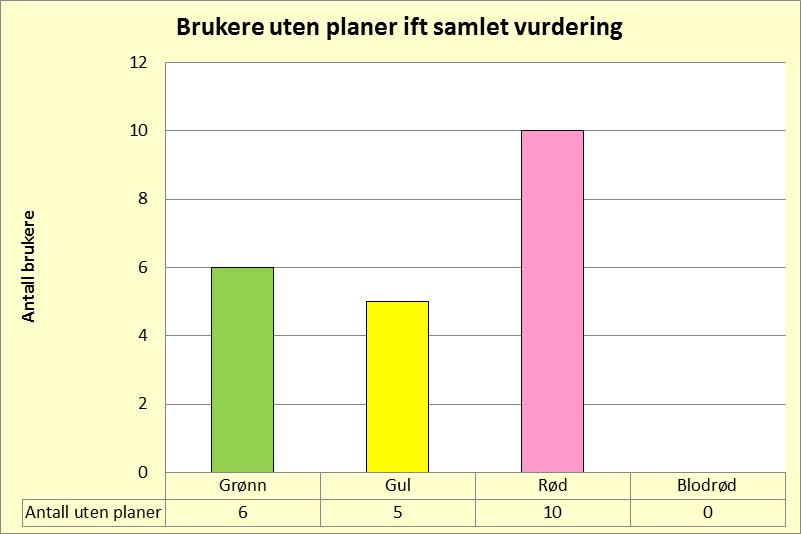 Brukere uten planer ift samlet vurdering
12
10
8
6
4
2
0
Antall brukere
Grønn Gul Rød Blodrød
Antall uten planer 6 5 10 0